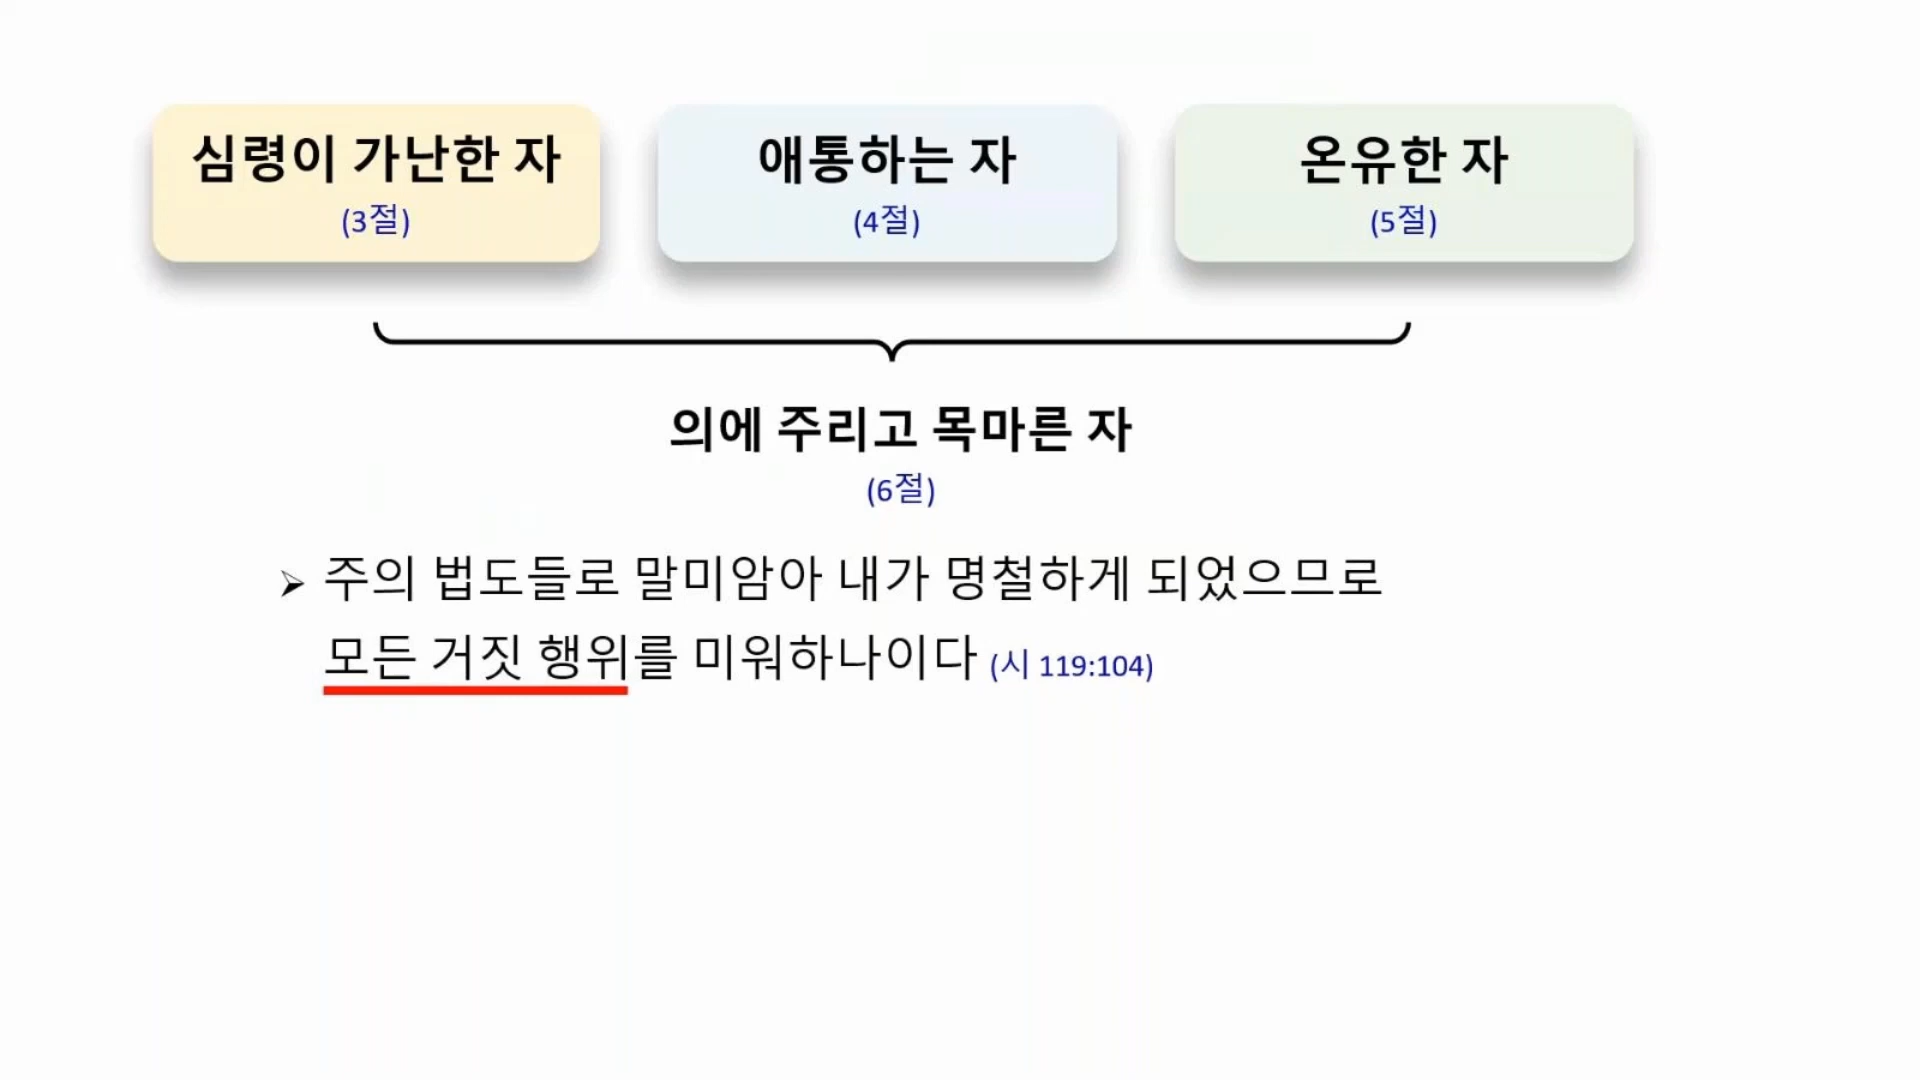 심령이 가난한 자
(3절)
애통하는 자
(4절)
온유한 자
(5절)
의에 주리고 목마른 자
(6절)
➢ 주의 법도들로 말미암아 내가 명철하게 되었으므로
모든 거짓 행위를 미워하나이다 (시 119:104)